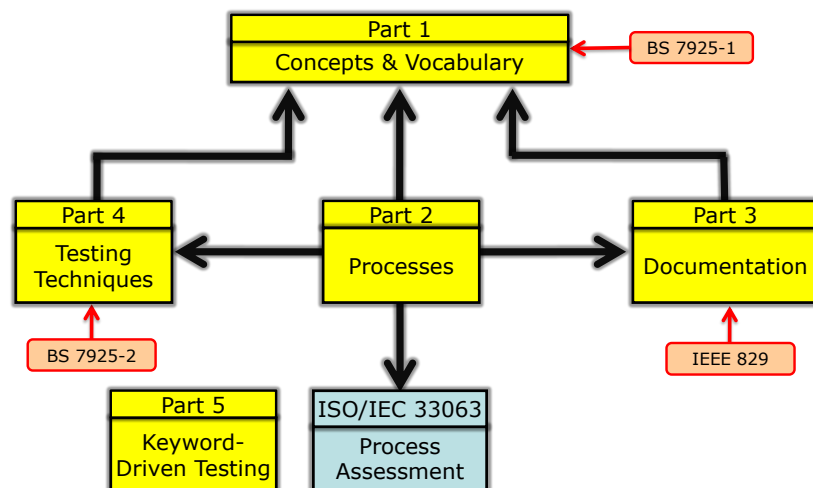 Part 1
Concepts & Vocabulary
BS 7925-1
Part 4
Testing
Techniques
Part 2
Processes
Part 3
Documentation
BS 7925-2
IEEE 829
Part 5
Keyword-
Driven Testing
ISO/IEC 33063
Process
Assessment